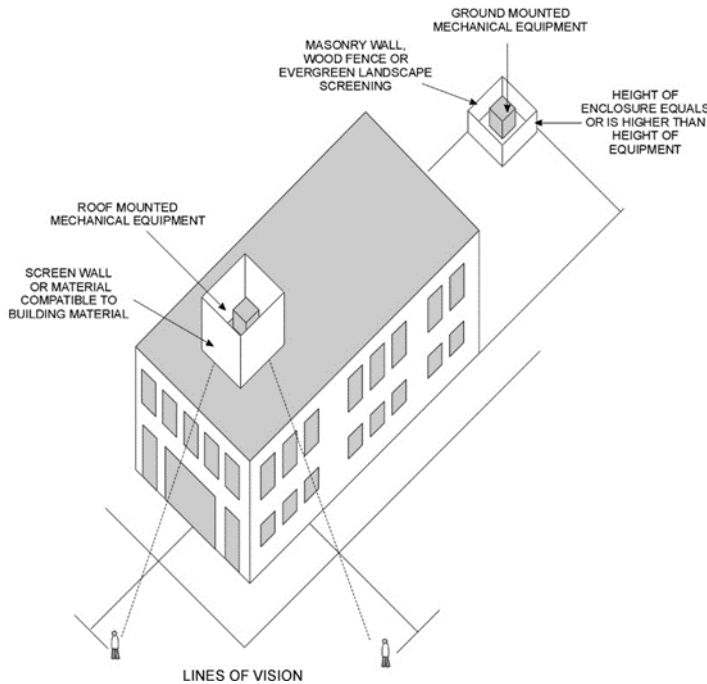 GROUND MOUNTED
MECHANICAL EQUIPMENT
MASONRY WALL,
WOOD FENCE OR
EVERGREEN LANDSCAPE
SCREENING
HEIGHT OF
ENCLOSURE EQUALS
OR IS HIGHER THAN
HEIGHT OF
EQUIPMENT
ROOF MOUNTED
MECHANICAL EQUIPMENT
SCREEN WALL
OR MATERIAL
COMPATIBLE TO
BUILDING MATERIAL
LINES OF VISION